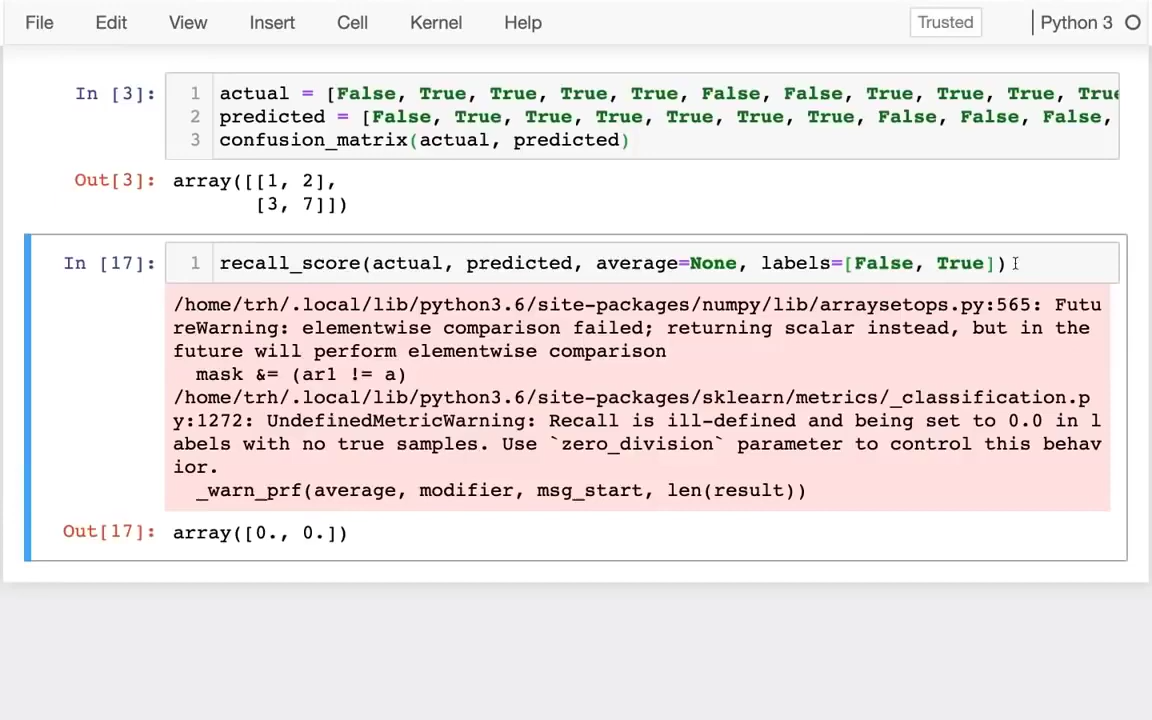 File Edit View Insert Cell Kernel Help Trusted Python 3
In [3]: 1 actual = [False, True, True, True, True, False, False, True, True, True, True
2 predicted = [False, True, True, True, True, True, True, False, False, False,
3 confusion_matrix(actual, predicted)
Out[3]: array([[1, 2],
[3, 7]])
In [17]: 1 recall_score(actual, predicted, average=None, labels=[False, True])
/home/trh/.local/lib/python3.6/site-packages/numpy/lib/arraysetops.py:565: Futu
reWarning: elementwise comparison failed; returning scalar instead, but in the
future will perform elementwise comparison
mask &= (ar1 != a)
/home/trh/.local/lib/python3.6/site-packages/sklearn/metrics/_classification.p
y:1272: UndefinedMetricWarning: Recall is ill-defined and being set to 0.0 in l
abels with no true samples. Use `zero_division` parameter to control this behav
ior.
_warn_prf(average, modifier, msg_start, len(result))
Out[17]: array([0., 0.])